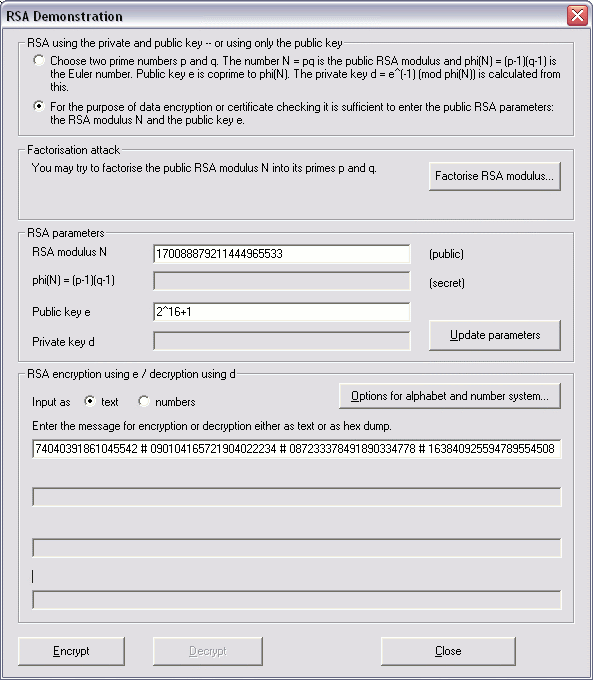 RSA Demonstration
RSA using the private and public key -- or using only the public key
Choose two prime numbers p and q. The number N = pq is the public RSA modulus and phi(N) = (p-1)(q-1) is
the Euler number. Public key e is coprime to phi(N). The private key d = e^(-1) (mod phi(N)) is calculated from
this.
For the purpose of data encryption or certificate checking it is sufficient to enter the public RSA parameters:
the RSA modulus N and the public key e.
Factorisation attack
You may try to factorise the public RSA modulus N into its primes p and q.
Factorise RSA modulus...
RSA parameters
RSA modulus N 170088879211444965533 (public)
phi(N) = (p-1)(q-1) (secret)
Public key e 2^16+1
Private key d Update parameters
RSA encryption using e / decryption using d
Input as text numbers Options for alphabet and number system...
Enter the message for encryption or decryption either as text or as hex dump.
74040391861045542 # 090104165721904022234 # 087233378491890334778 # 163840925594789554508
Encrypt Decrypt Close